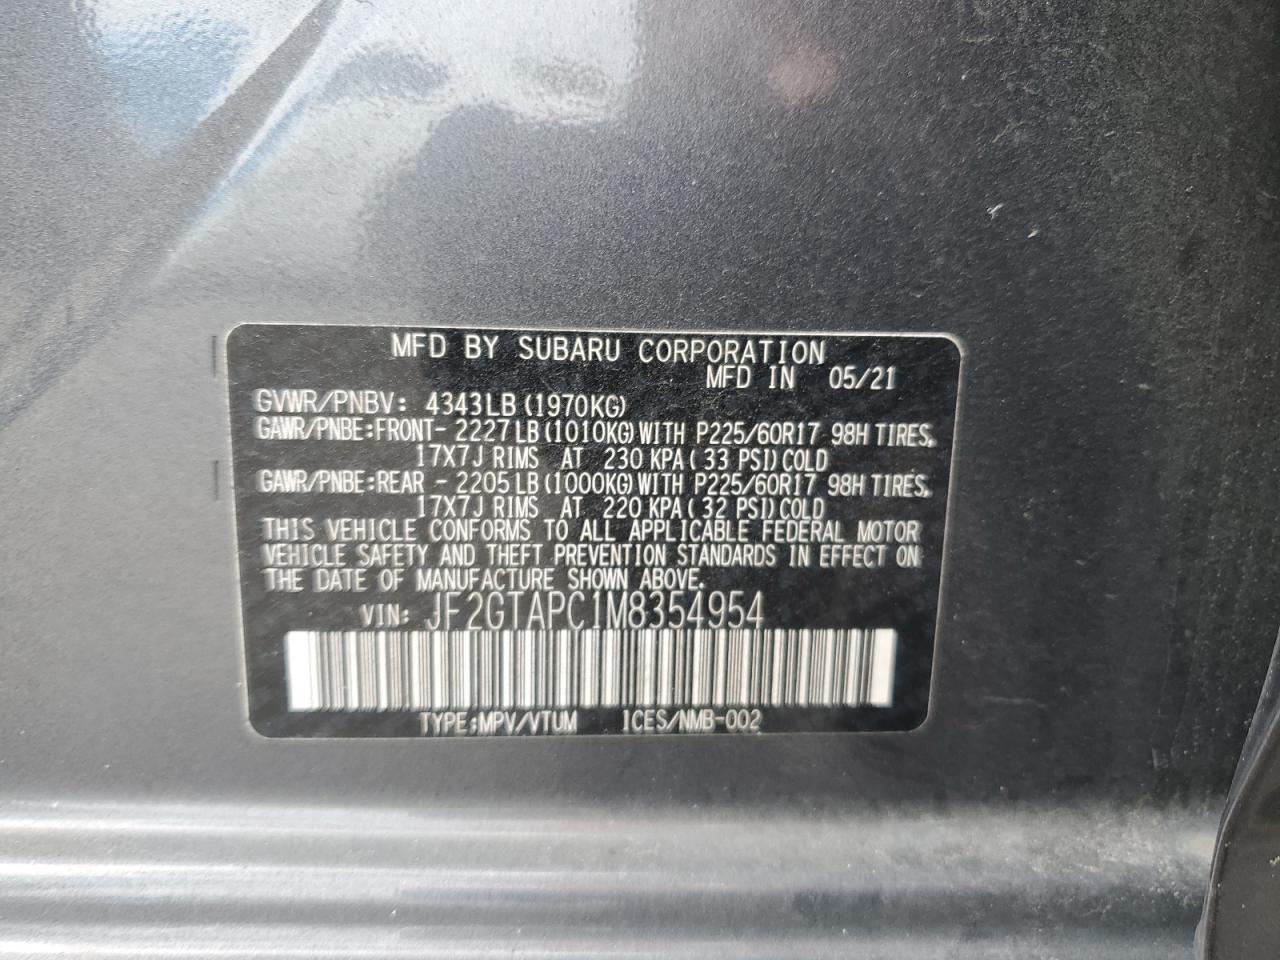 MFD BY SUBARU CORPORATION
MFD IN 05/21
GVWR/PNBV: 4343LB(1970KG)
GAWR/PNBE:FRONT- 2227LB(1010KG)WITH P225/60R17 98H TIRES,
17X7J RIMS AT 230 KPA(33 PSI)COLD
GAWR/PNBE:REAR - 2205LB(1000KG)WITH P225/60R17 98H TIRES,
17X7J RIMS AT 220 KPA(32 PSI)COLD
THIS VEHICLE CONFORMS TO ALL APPLICABLE FEDERAL MOTOR
VEHICLE SAFETY AND THEFT PREVENTION STANDARDS IN EFFECT ON
THE DATE OF MANUFACTURE SHOWN ABOVE.
VIN: JF2GTAPC1M8354954
TYPE:MPV/VTUM ICES/NMB-002